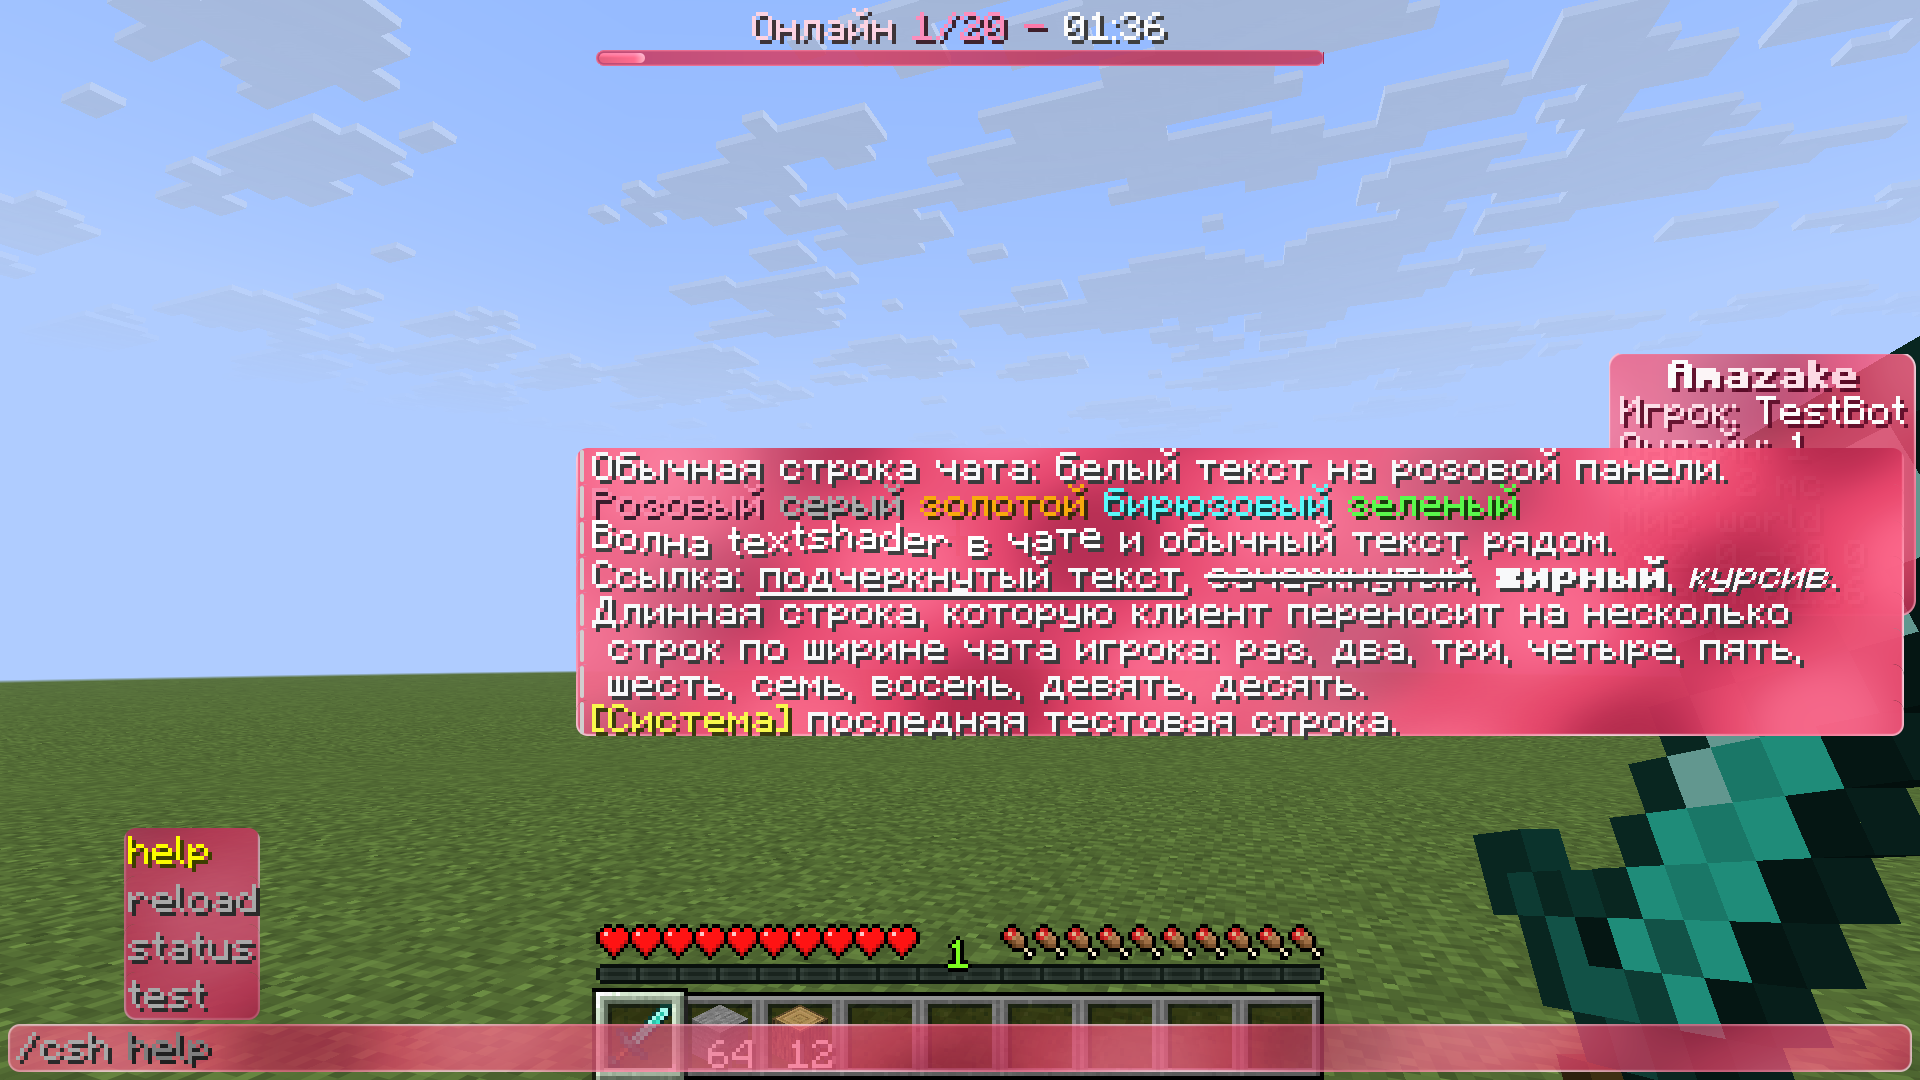 Онлайн 1/20 - 01:36
Amazake
Игрок: TestBot
Онлайн: 1
Обычная строка чата: белый текст на розовой панели.
Розовый серый золотой бирюзовый зеленый
Волна textshader в чате и обычный текст рядом.
Ссылка: подчеркнутый текст, зачеркнутый, жирный, курсив.
Длинная строка, которую клиент переносит на несколько
строк по ширине чата игрока: раз, два, три, четыре, пять,
шесть, семь, восемь, девять, десять.
[Система] последняя тестовая строка.
help
reload
status
test
1
64 12
/csh help